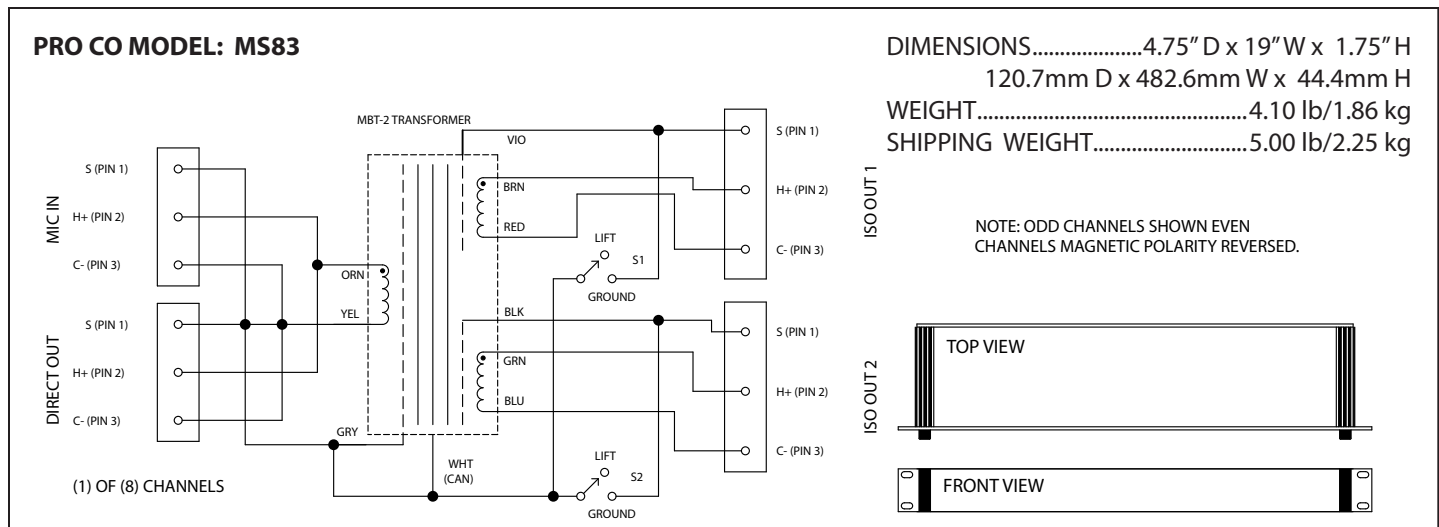 PRO CO MODEL: MS83
DIMENSIONS.....................4.75" D x 19" W x 1.75" H
120.7mm D x 482.6mm W x 44.4mm H
WEIGHT....................................................4.10 lb/1.86 kg
SHIPPING WEIGHT.............................5.00 lb/2.25 kg
MBT-2 TRANSFORMER
MIC IN
S (PIN 1)
H+ (PIN 2)
C- (PIN 3)
DIRECT OUT
S (PIN 1)
H+ (PIN 2)
C- (PIN 3)
ORN
YEL
GRY
WHT
(CAN)
VIO
BRN
RED
BLK
GRN
BLU
LIFT
S1
GROUND
LIFT
S2
GROUND
S (PIN 1)
H+ (PIN 2)
C- (PIN 3)
ISO OUT 1
S (PIN 1)
H+ (PIN 2)
C- (PIN 3)
ISO OUT 2
(1) OF (8) CHANNELS
NOTE: ODD CHANNELS SHOWN EVEN
CHANNELS MAGNETIC POLARITY REVERSED.
TOP VIEW
FRONT VIEW